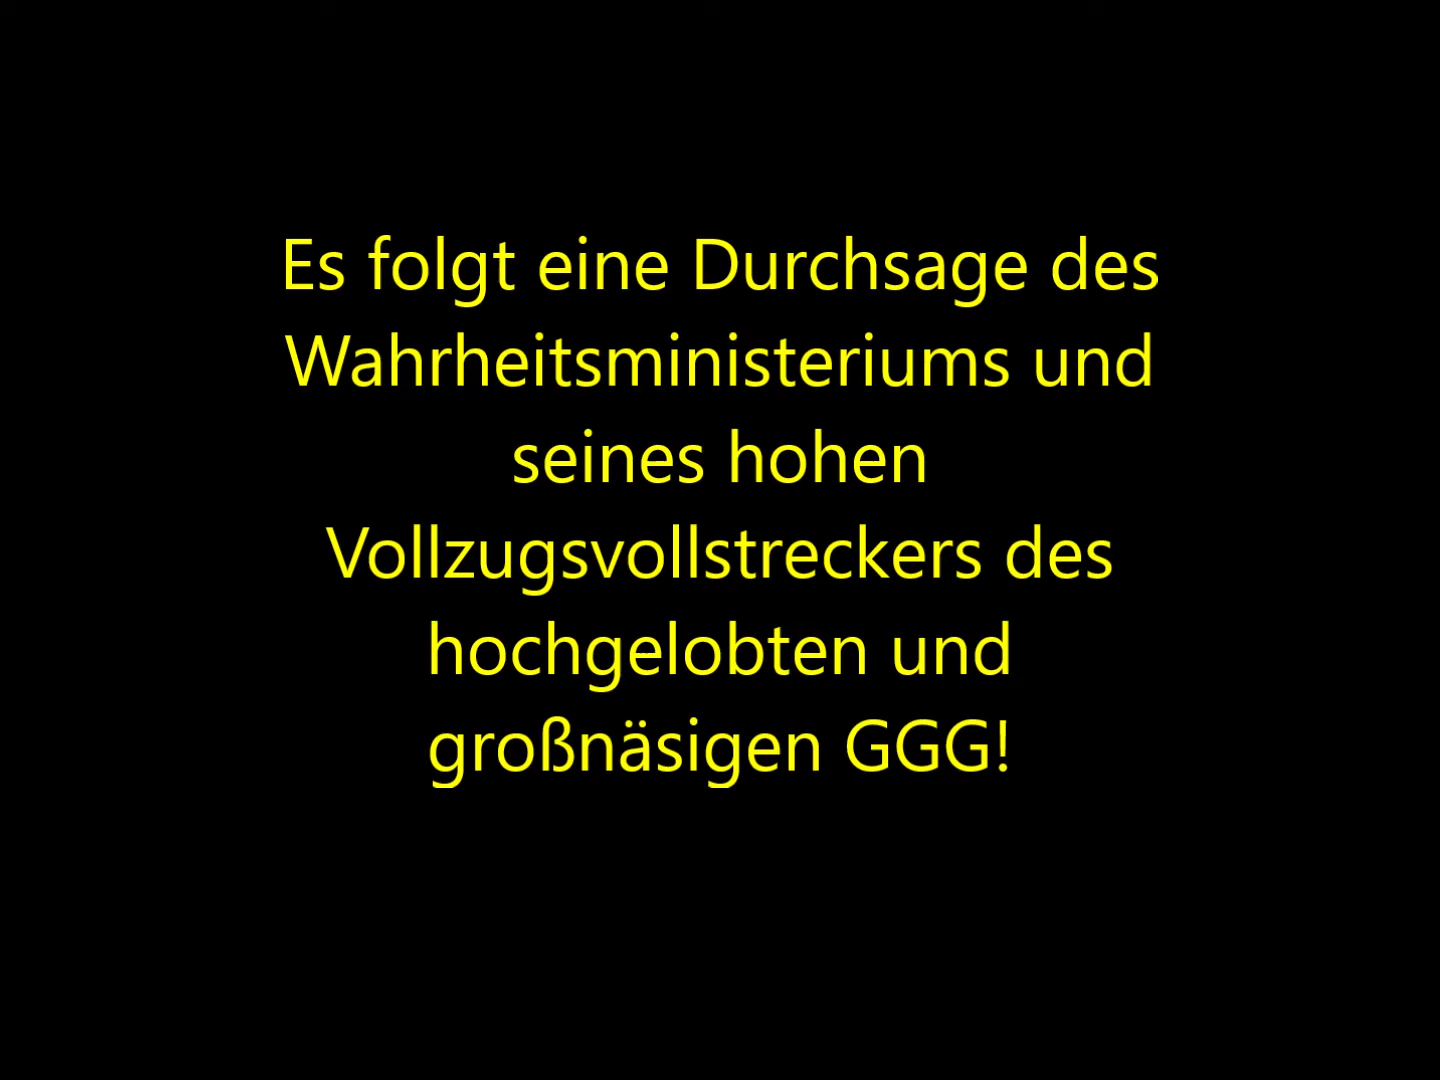 Es folgt eine Durchsage des
Wahrheitsministeriums und
seines hohen
Vollzugsvollstreckers des
hochgelobten und
großnäsigen GGG!